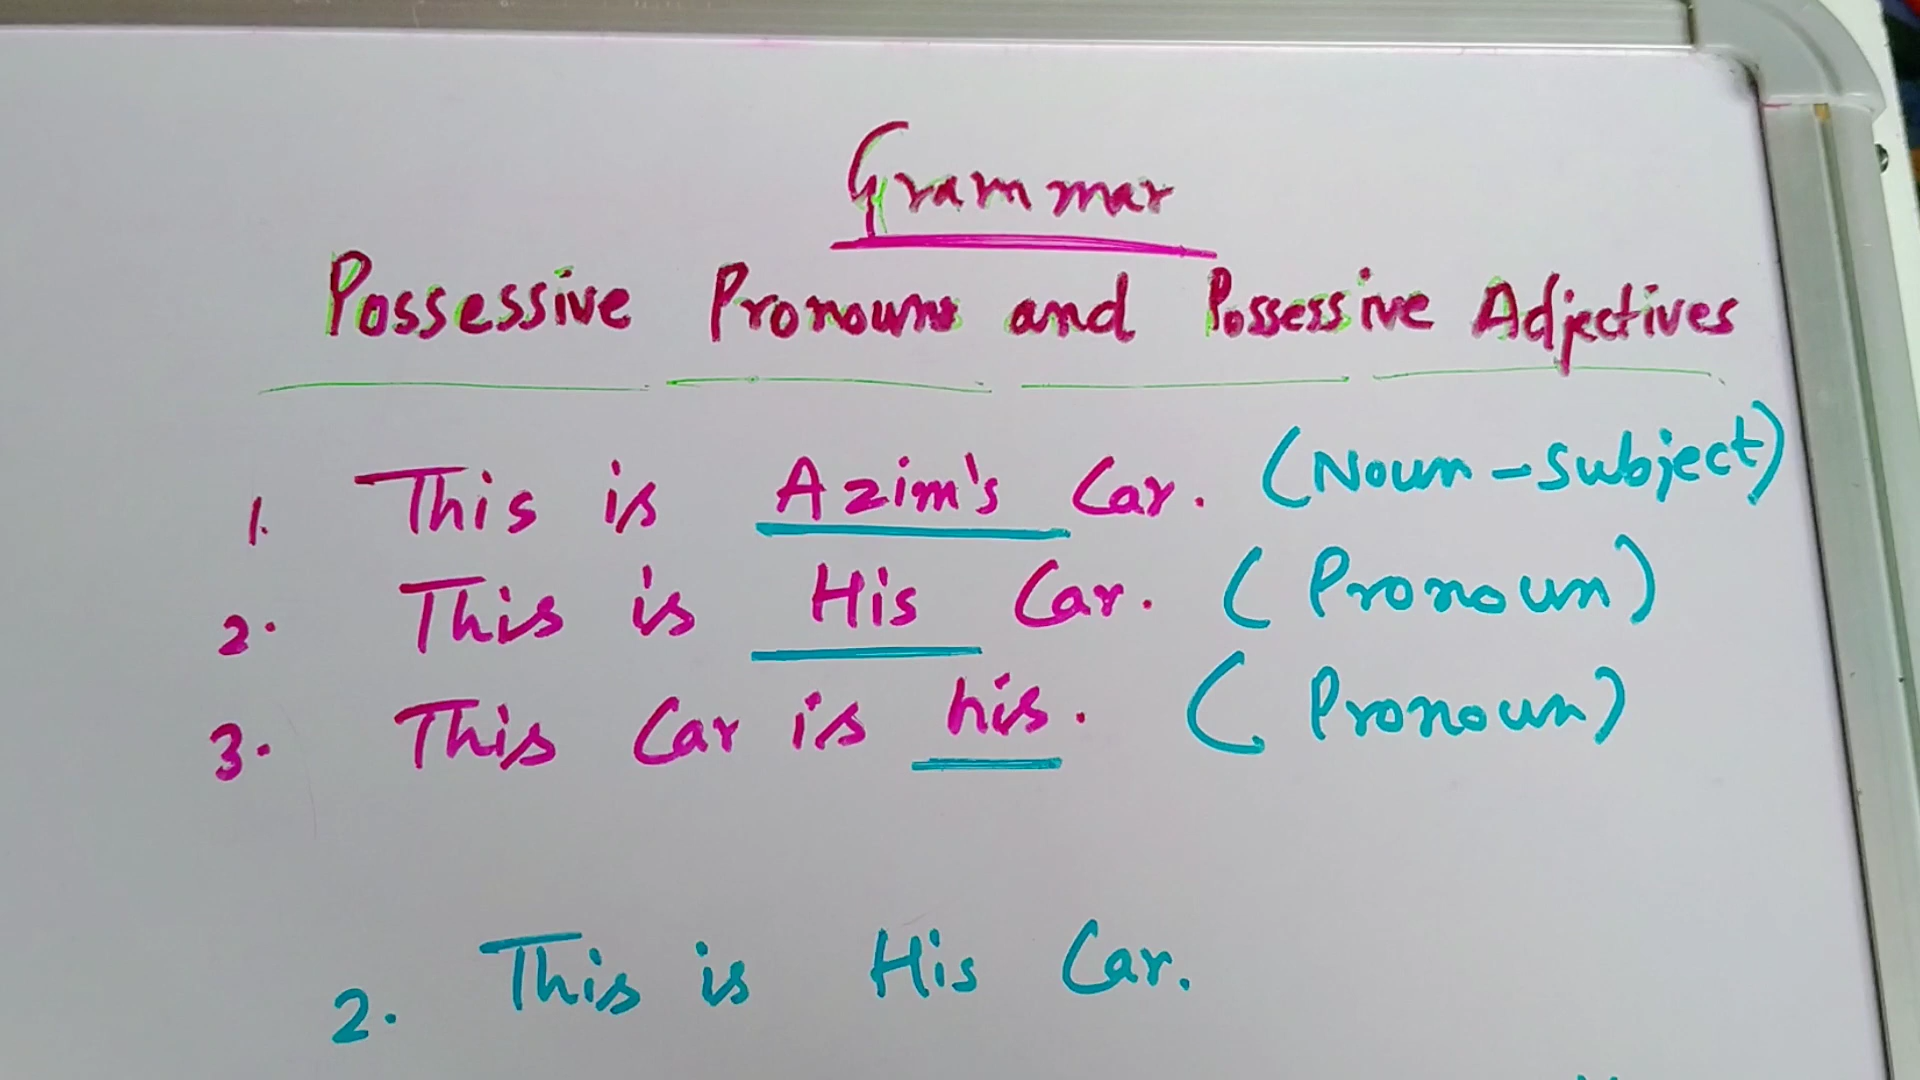 Grammar
Possessive Pronouns and Possessive Adjectives
1. This is Azim's Car. (Noun-Subject)
2. This is His Car. (Pronoun)
3. This Car is his. (Pronoun)
2. This is His Car.